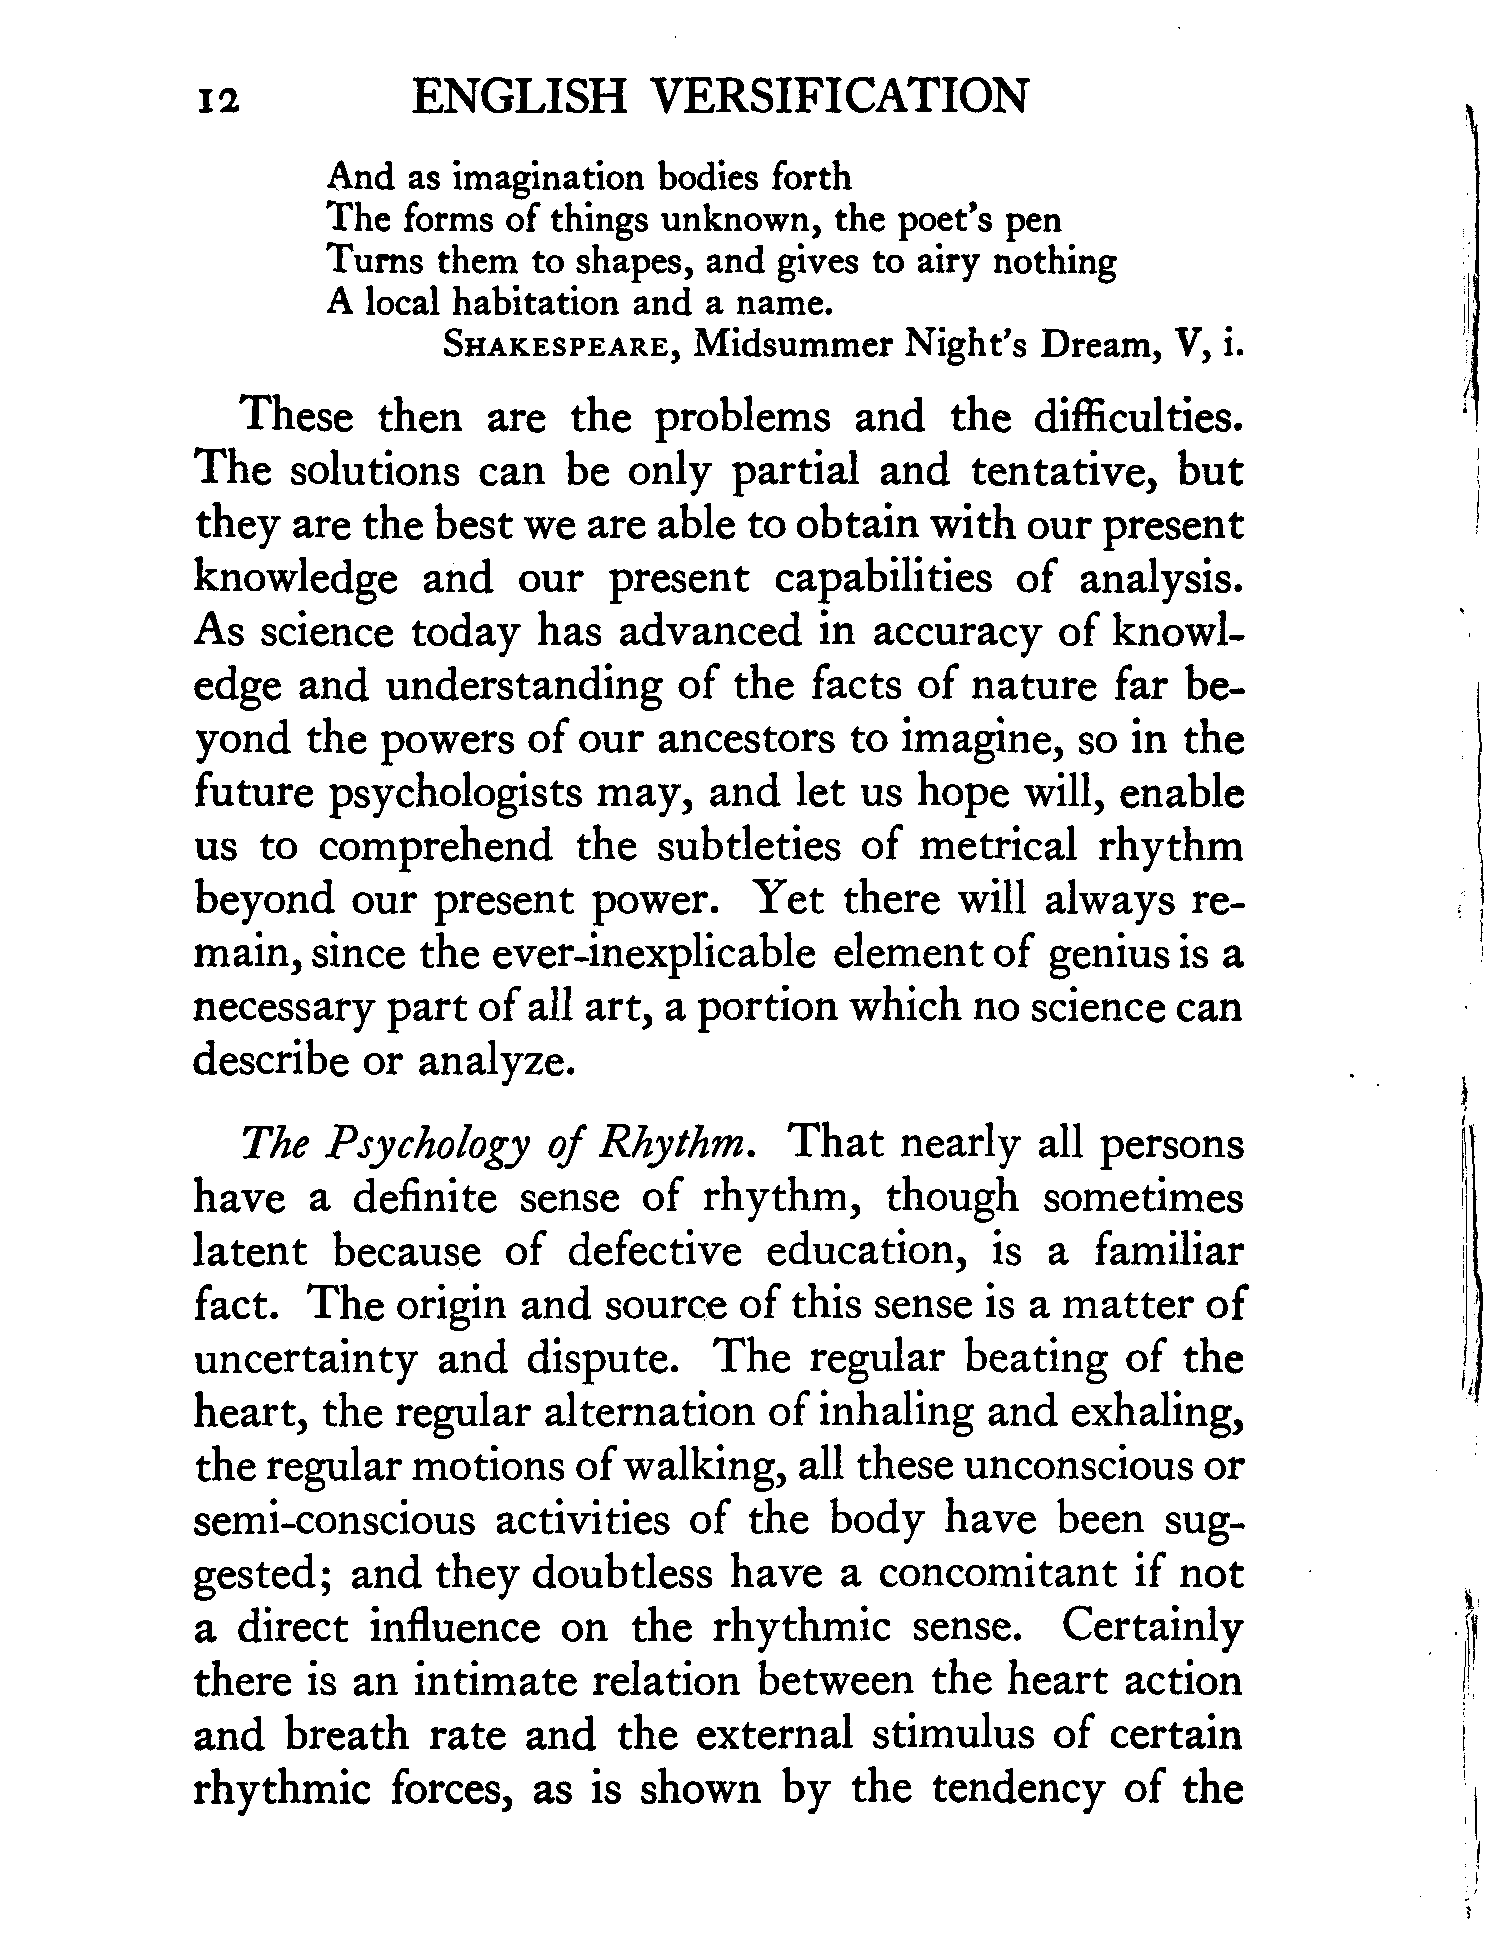 12 ENGLISH VERSIFICATION
And as imagination bodies forth
The forms of things unknown, the poet's pen
Turns them to shapes, and gives to airy nothing
A local habitation and a name.
SHAKESPEARE, Midsummer Night's Dream, V, i.
These then are the problems and the difficulties.
The solutions can be only partial and tentative, but
they are the best we are able to obtain with our present
knowledge and our present capabilities of analysis.
As science today has advanced in accuracy of knowl-
edge and understanding of the facts of nature far be-
yond the powers of our ancestors to imagine, so in the
future psychologists may, and let us hope will, enable
us to comprehend the subtleties of metrical rhythm
beyond our present power. Yet there will always re-
main, since the ever-inexplicable element of genius is a
necessary part of all art, a portion which no science can
describe or analyze.
The Psychology of Rhythm. That nearly all persons
have a definite sense of rhythm, though sometimes
latent because of defective education, is a familiar
fact. The origin and source of this sense is a matter of
uncertainty and dispute. The regular beating of the
heart, the regular alternation of inhaling and exhaling,
the regular motions of walking, all these unconscious or
semi-conscious activities of the body have been sug-
gested; and they doubtless have a concomitant if not
a direct influence on the rhythmic sense. Certainly
there is an intimate relation between the heart action
and breath rate and the external stimulus of certain
rhythmic forces, as is shown by the tendency of the